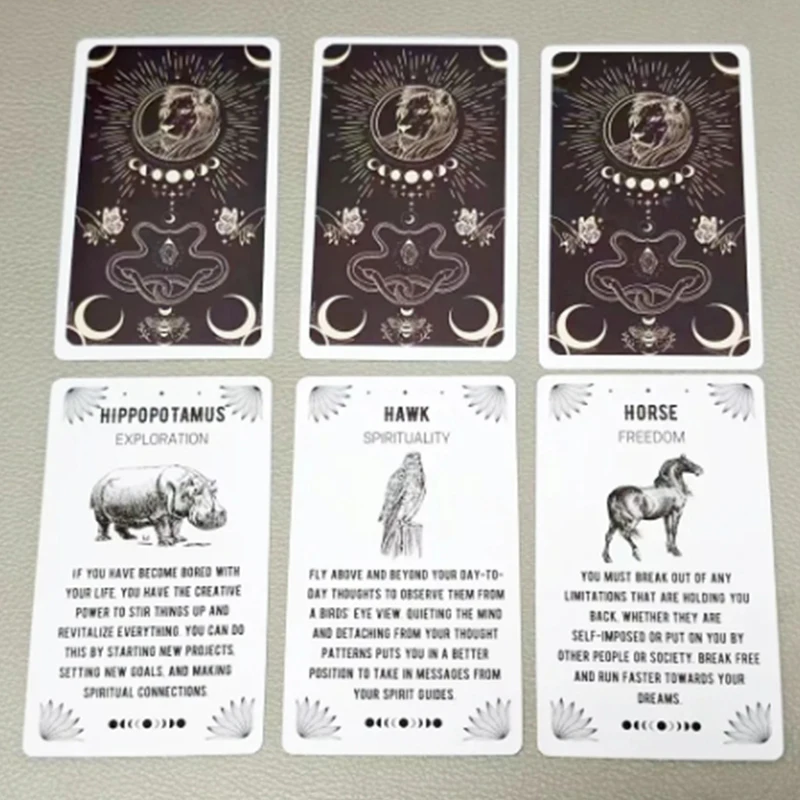 HIPPOPOTAMUS
EXPLORATION
IF YOU HAVE BECOME BORED WITH
YOUR LIFE, YOU HAVE THE CREATIVE
POWER TO STIR THINGS UP AND
REVITALIZE EVERYTHING. YOU CAN DO
THIS BY STARTING NEW PROJECTS,
SETTING NEW GOALS, AND MAKING
SPIRITUAL CONNECTIONS.
HAWK
SPIRITUALITY
FLY ABOVE AND BEYOND YOUR DAY-TO-
DAY THOUGHTS TO OBSERVE THEM FROM
A BIRDS' EYE VIEW. QUIETING THE MIND
AND DETACHING FROM YOUR THOUGHT
PATTERNS PUTS YOU IN A BETTER
POSITION TO TAKE IN MESSAGES FROM
YOUR SPIRIT GUIDES.
HORSE
FREEDOM
YOU MUST BREAK OUT OF ANY
LIMITATIONS THAT ARE HOLDING YOU
BACK, WHETHER THEY ARE
SELF-IMPOSED OR PUT ON YOU BY
OTHER PEOPLE OR SOCIETY. BREAK FREE
AND RUN FASTER TOWARDS YOUR
DREAMS.